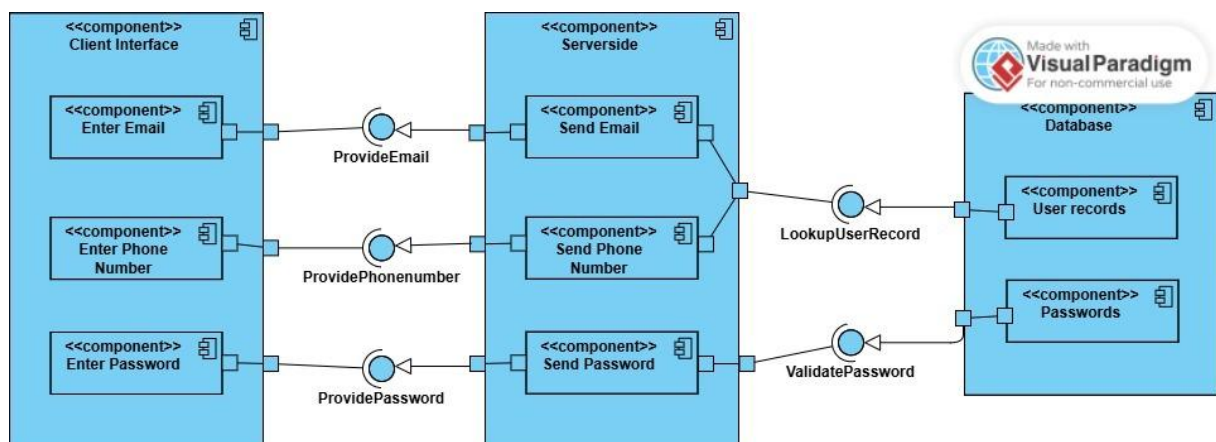 <<component>>
Client Interface
<<component>>
Enter Email
<<component>>
Enter Phone
Number
<<component>>
Enter Password
ProvideEmail
ProvidePhonenumber
ProvidePassword
<<component>>
Serverside
<<component>>
Send Email
<<component>>
Send Phone
Number
<<component>>
Send Password
LookupUserRecord
ValidatePassword
Made with
Visual Paradigm
For non-commercial use
<<component>>
Database
<<component>>
User records
<<component>>
Passwords